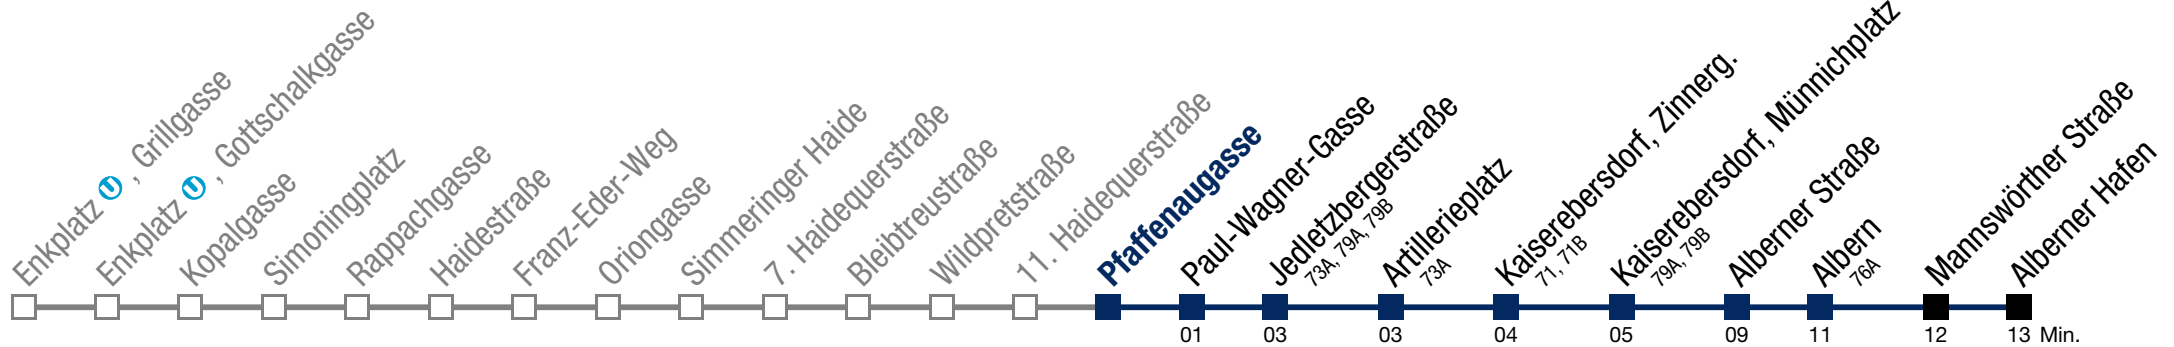 Enkplatz U , Grillgasse
Enkplatz U , Gottschalkgasse
Kopalgasse
Simoningplatz
Rappachgasse
Haidestraße
Franz-Eder-Weg
Oriongasse
Simmeringer Haide
7. Haidequerstraße
Bleibtreustraße
Wildpretstraße
11. Haidequerstraße
Pfaffenaugasse
Paul-Wagner-Gasse
Jedletzbergerstraße
73A, 79A, 79B
Artillerieplatz
73A
Kaiserebersdorf, Zinnerg.
71, 71B
Kaiserebersdorf, Münnichplatz
79A, 79B
Alberner Straße
Albern
76A
Mannswörther Straße
Alberner Hafen
01 03 03 04 05 09 11 12 13 Min.